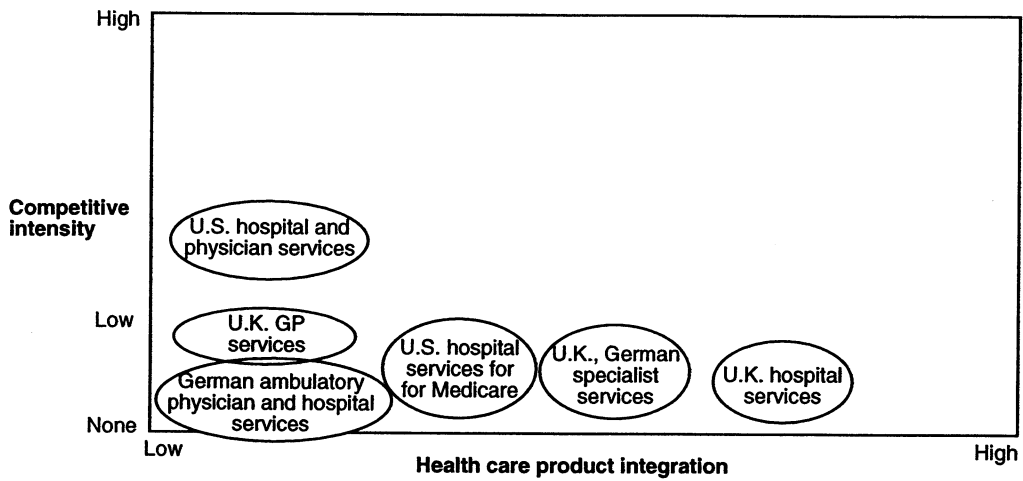 High
Competitive
intensity
U.S. hospital and
physician services
Low
U.K. GP
services
German ambulatory
physician and hospital
services
U.S. hospital
services for
for Medicare
U.K., German
specialist
services
U.K. hospital
services
None
Low
High
Health care product integration